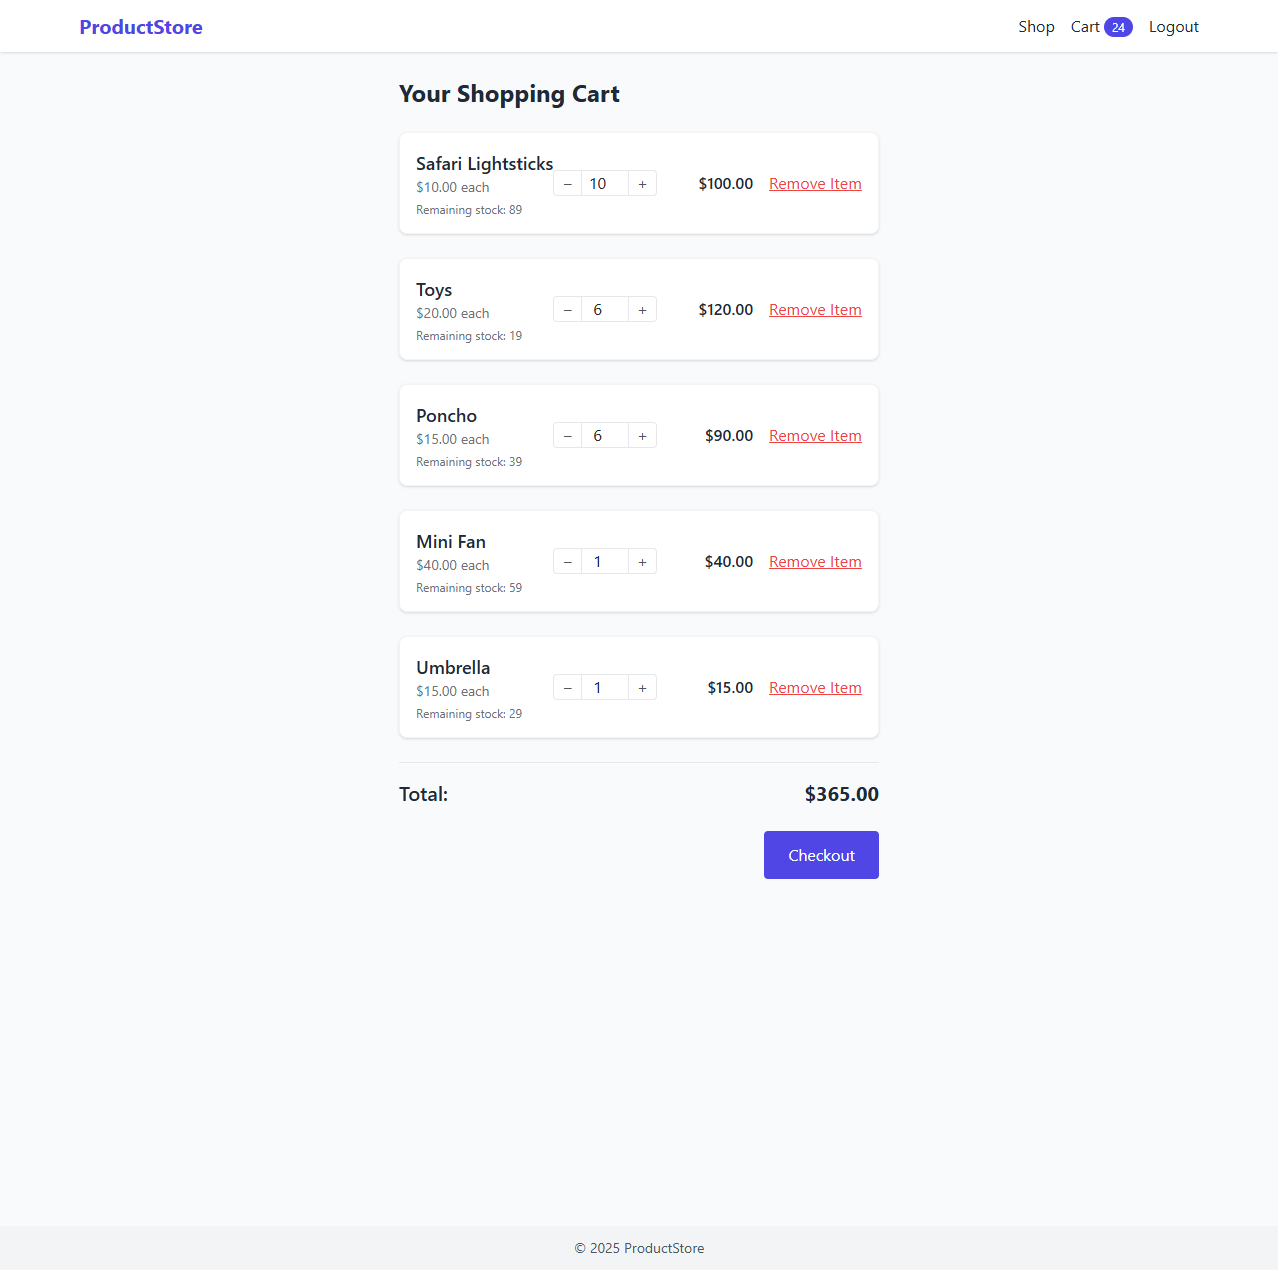 ProductStore
Shop Cart 24 Logout
Your Shopping Cart
Safari Lightsticks
$10.00 each
Remaining stock: 89
− 10 + $100.00 Remove Item
Toys
$20.00 each
Remaining stock: 19
− 6 + $120.00 Remove Item
Poncho
$15.00 each
Remaining stock: 39
− 6 + $90.00 Remove Item
Mini Fan
$40.00 each
Remaining stock: 59
− 1 + $40.00 Remove Item
Umbrella
$15.00 each
Remaining stock: 29
− 1 + $15.00 Remove Item
Total: $365.00
Checkout
© 2025 ProductStore